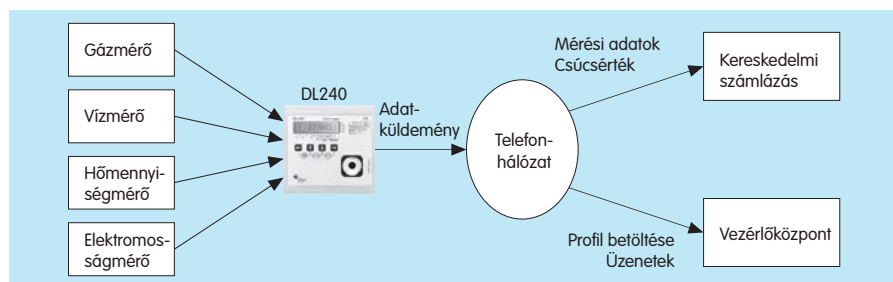 Gázmérő
Vízmérő
Hőmennyi-
ségmérő
Elektromos-
ságmérő
DL240
Adat-
küldemény
Telefon-
hálózat
Mérési adatok
Csúcsérték
Kereskedelmi
számlázás
Profil betöltése
Üzenetek
Vezérlőközpont